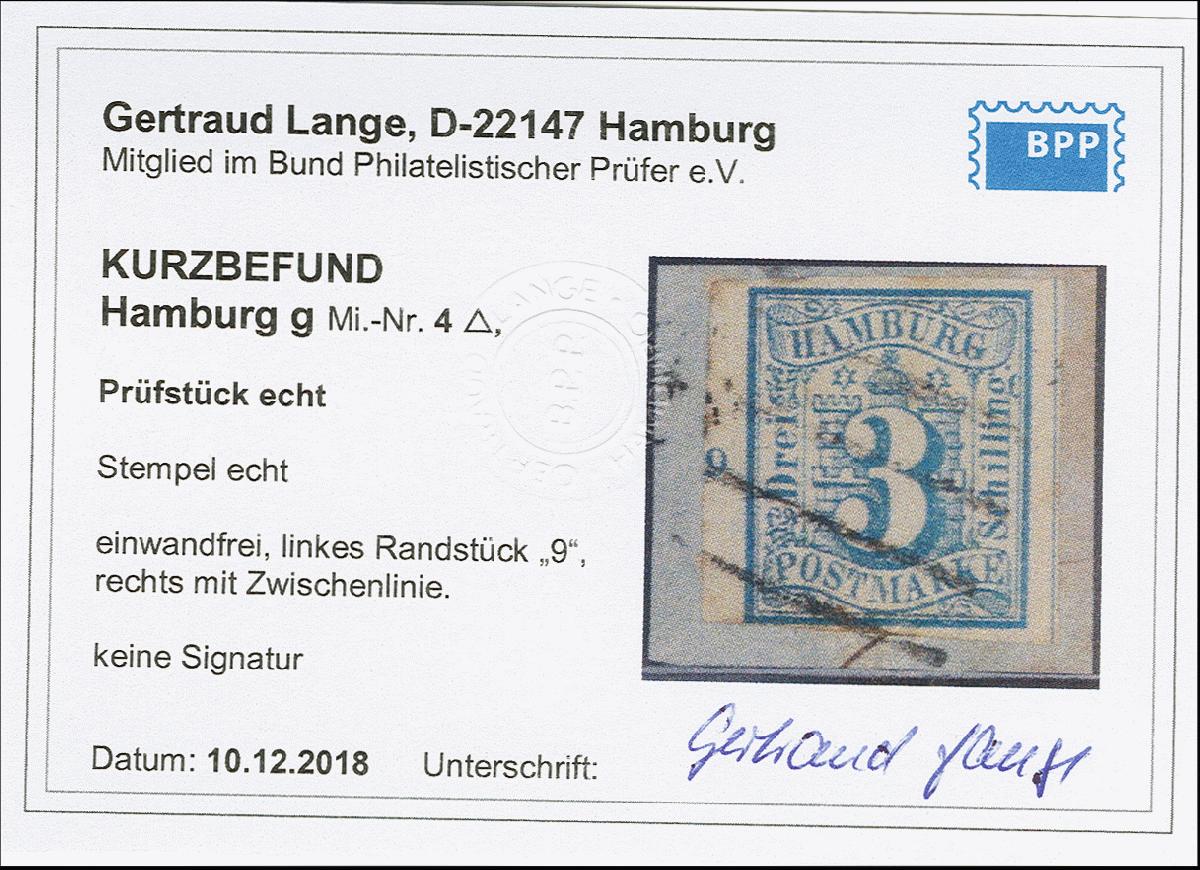 Gertraud Lange, D-22147 Hamburg
Mitglied im Bund Philatelistischer Prüfer e.V.
BPP
KURZBEFUND
Hamburg g Mi.-Nr. 4 △,
Prüfstück echt
Stempel echt
einwandfrei, linkes Randstück „9“,
rechts mit Zwischenlinie.
keine Signatur
HAMBURG
Drei
3
Schilling
POSTMARKE
9
Datum: 10.12.2018 Unterschrift:
Gertraud Lange